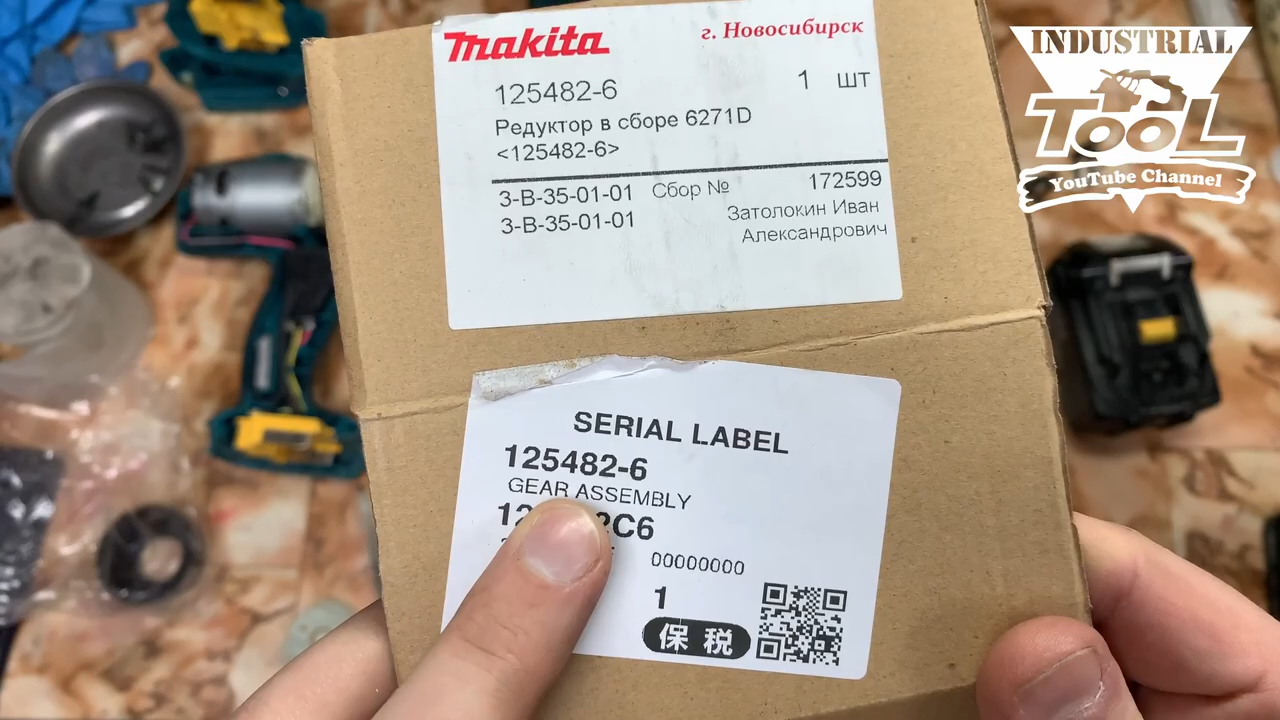 makita
г. Новосибирск
125482-6 1 шт
Редуктор в сборе 6271D
<125482-6>
3-B-35-01-01 Сбор № 172599
3-B-35-01-01 Затолокин Иван
Александрович
SERIAL LABEL
125482-6
GEAR ASSEMBLY
00000000
1
保税
INDUSTRIAL
TOOL
YouTube Channel